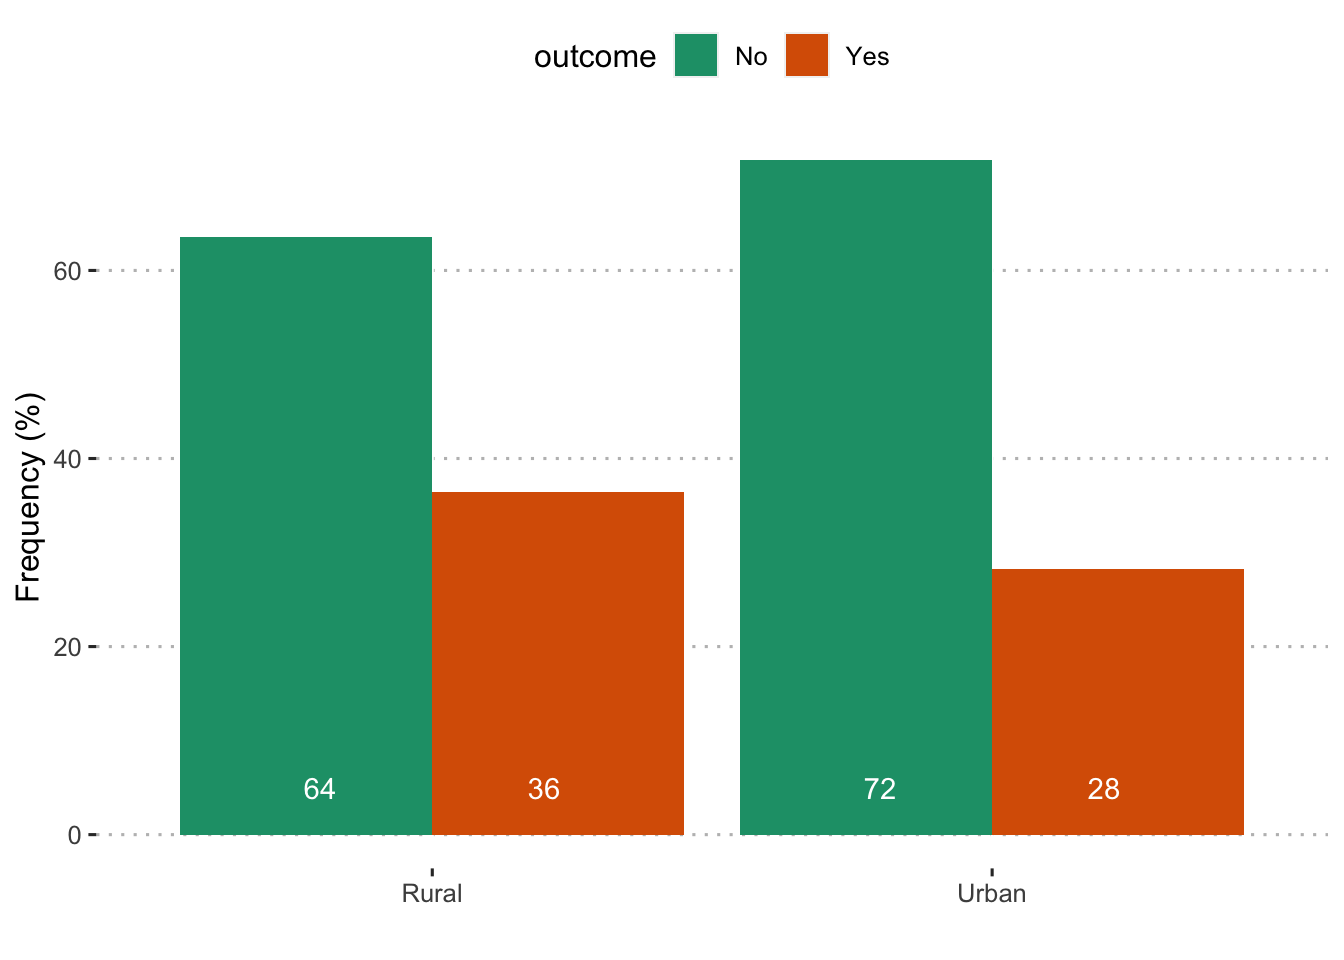 outcome No Yes
Frequency (%)
60
40
20
0
64 36 72 28
Rural Urban